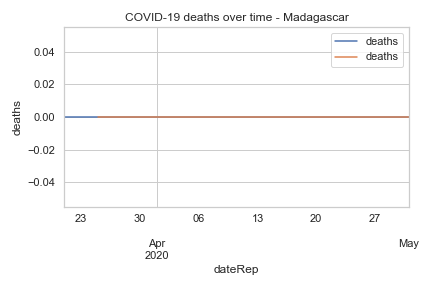 COVID-19 deaths over time - Madagascar
deaths
deaths
deaths
0.04
0.02
0.00
−0.02
−0.04
23 30 06 13 20 27
Apr May
2020
dateRep